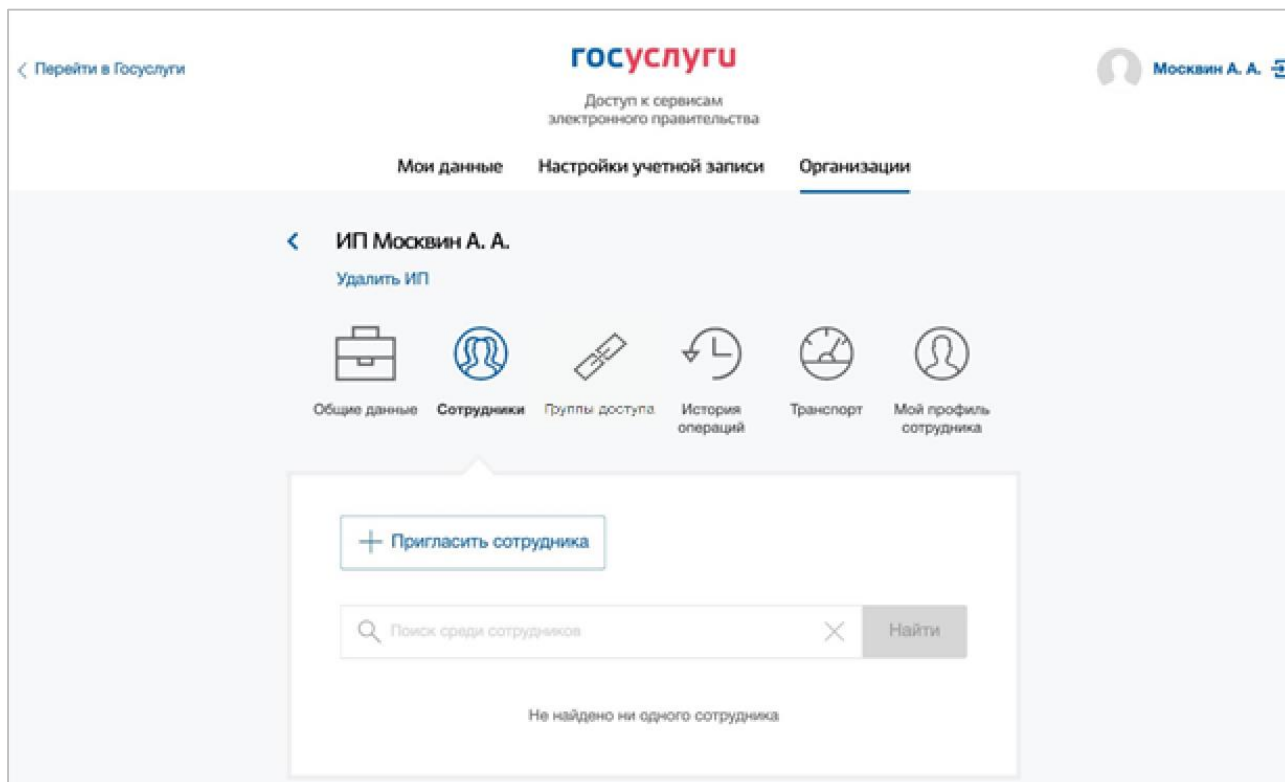 Перейти в Госуслуги
госуслуги
Москвин А. А.
Доступ к сервисам
электронного правительства
Мои данные Настройки учетной записи Организации
ИП Москвин А. А.
Удалить ИП
Общие данные Сотрудники Группы доступа История операций Транспорт Мой профиль сотрудника
+ Пригласить сотрудника
Поиск среди сотрудников Найти
Не найдено ни одного сотрудника